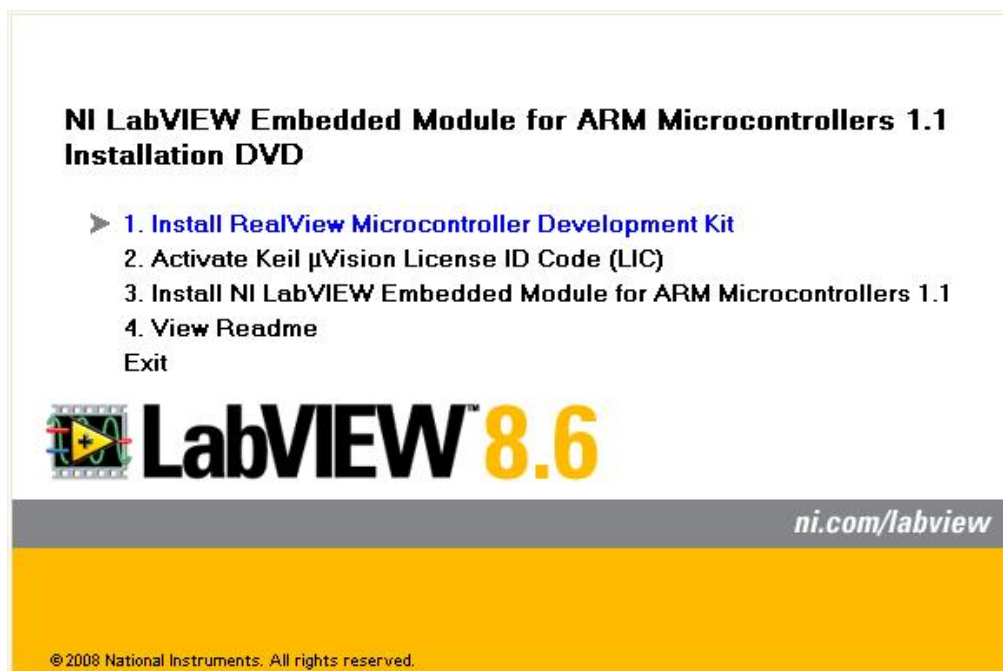 NI LabVIEW Embedded Module for ARM Microcontrollers 1.1
Installation DVD
1. Install RealView Microcontroller Development Kit
2. Activate Keil µVision License ID Code (LIC)
3. Install NI LabVIEW Embedded Module for ARM Microcontrollers 1.1
4. View Readme
Exit
LabVIEW™ 8.6
ni.com/labview
©2008 National Instruments. All rights reserved.